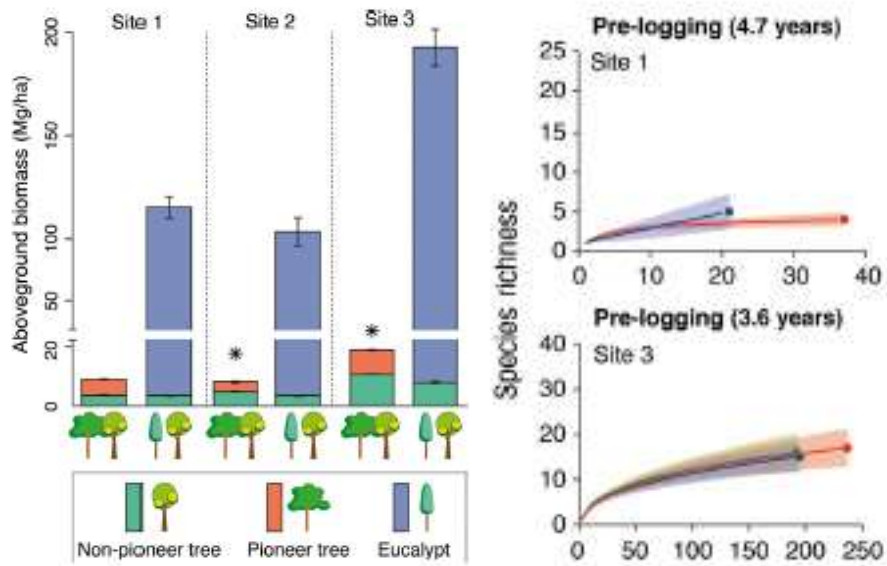 Site 1 Site 2 Site 3
Aboveground biomass (Mg/ha)
200
150
100
50
20
0
*
*
Non-pioneer tree Pioneer tree Eucalypt
Species richness
Pre-logging (4.7 years)
Site 1
25
20
15
10
5
0
0 10 20 30 40
Pre-logging (3.6 years)
Site 3
40
30
20
10
0
0 50 100 150 200 250